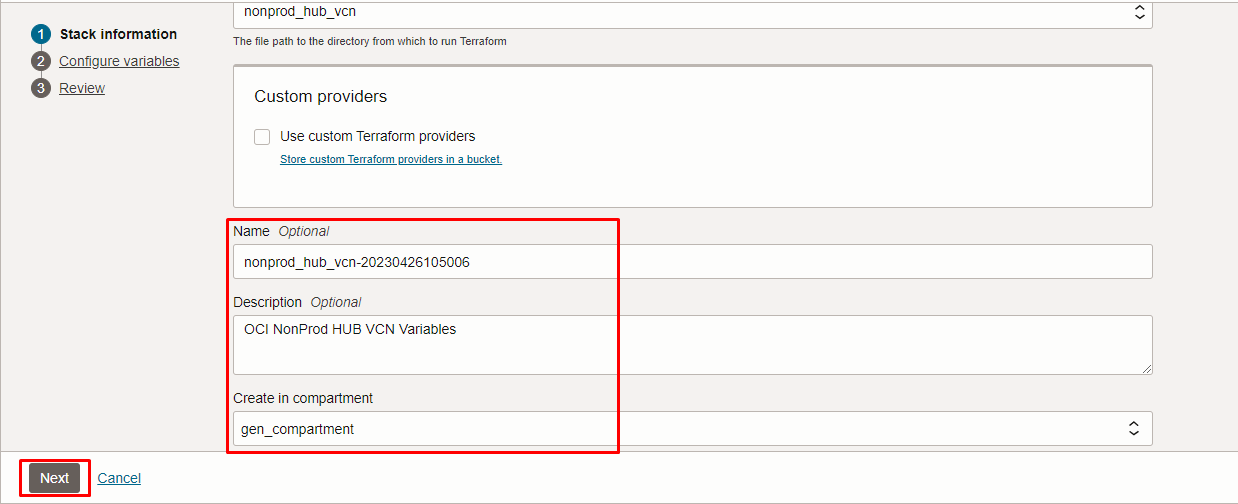 nonprod_hub_vcn
1 Stack information
The file path to the directory from which to run Terraform
2 Configure variables
3 Review
Custom providers
Use custom Terraform providers
Store custom Terraform providers in a bucket.
Name Optional
nonprod_hub_vcn-20230426105006
Description Optional
OCI NonProd HUB VCN Variables
Create in compartment
gen_compartment
Next Cancel